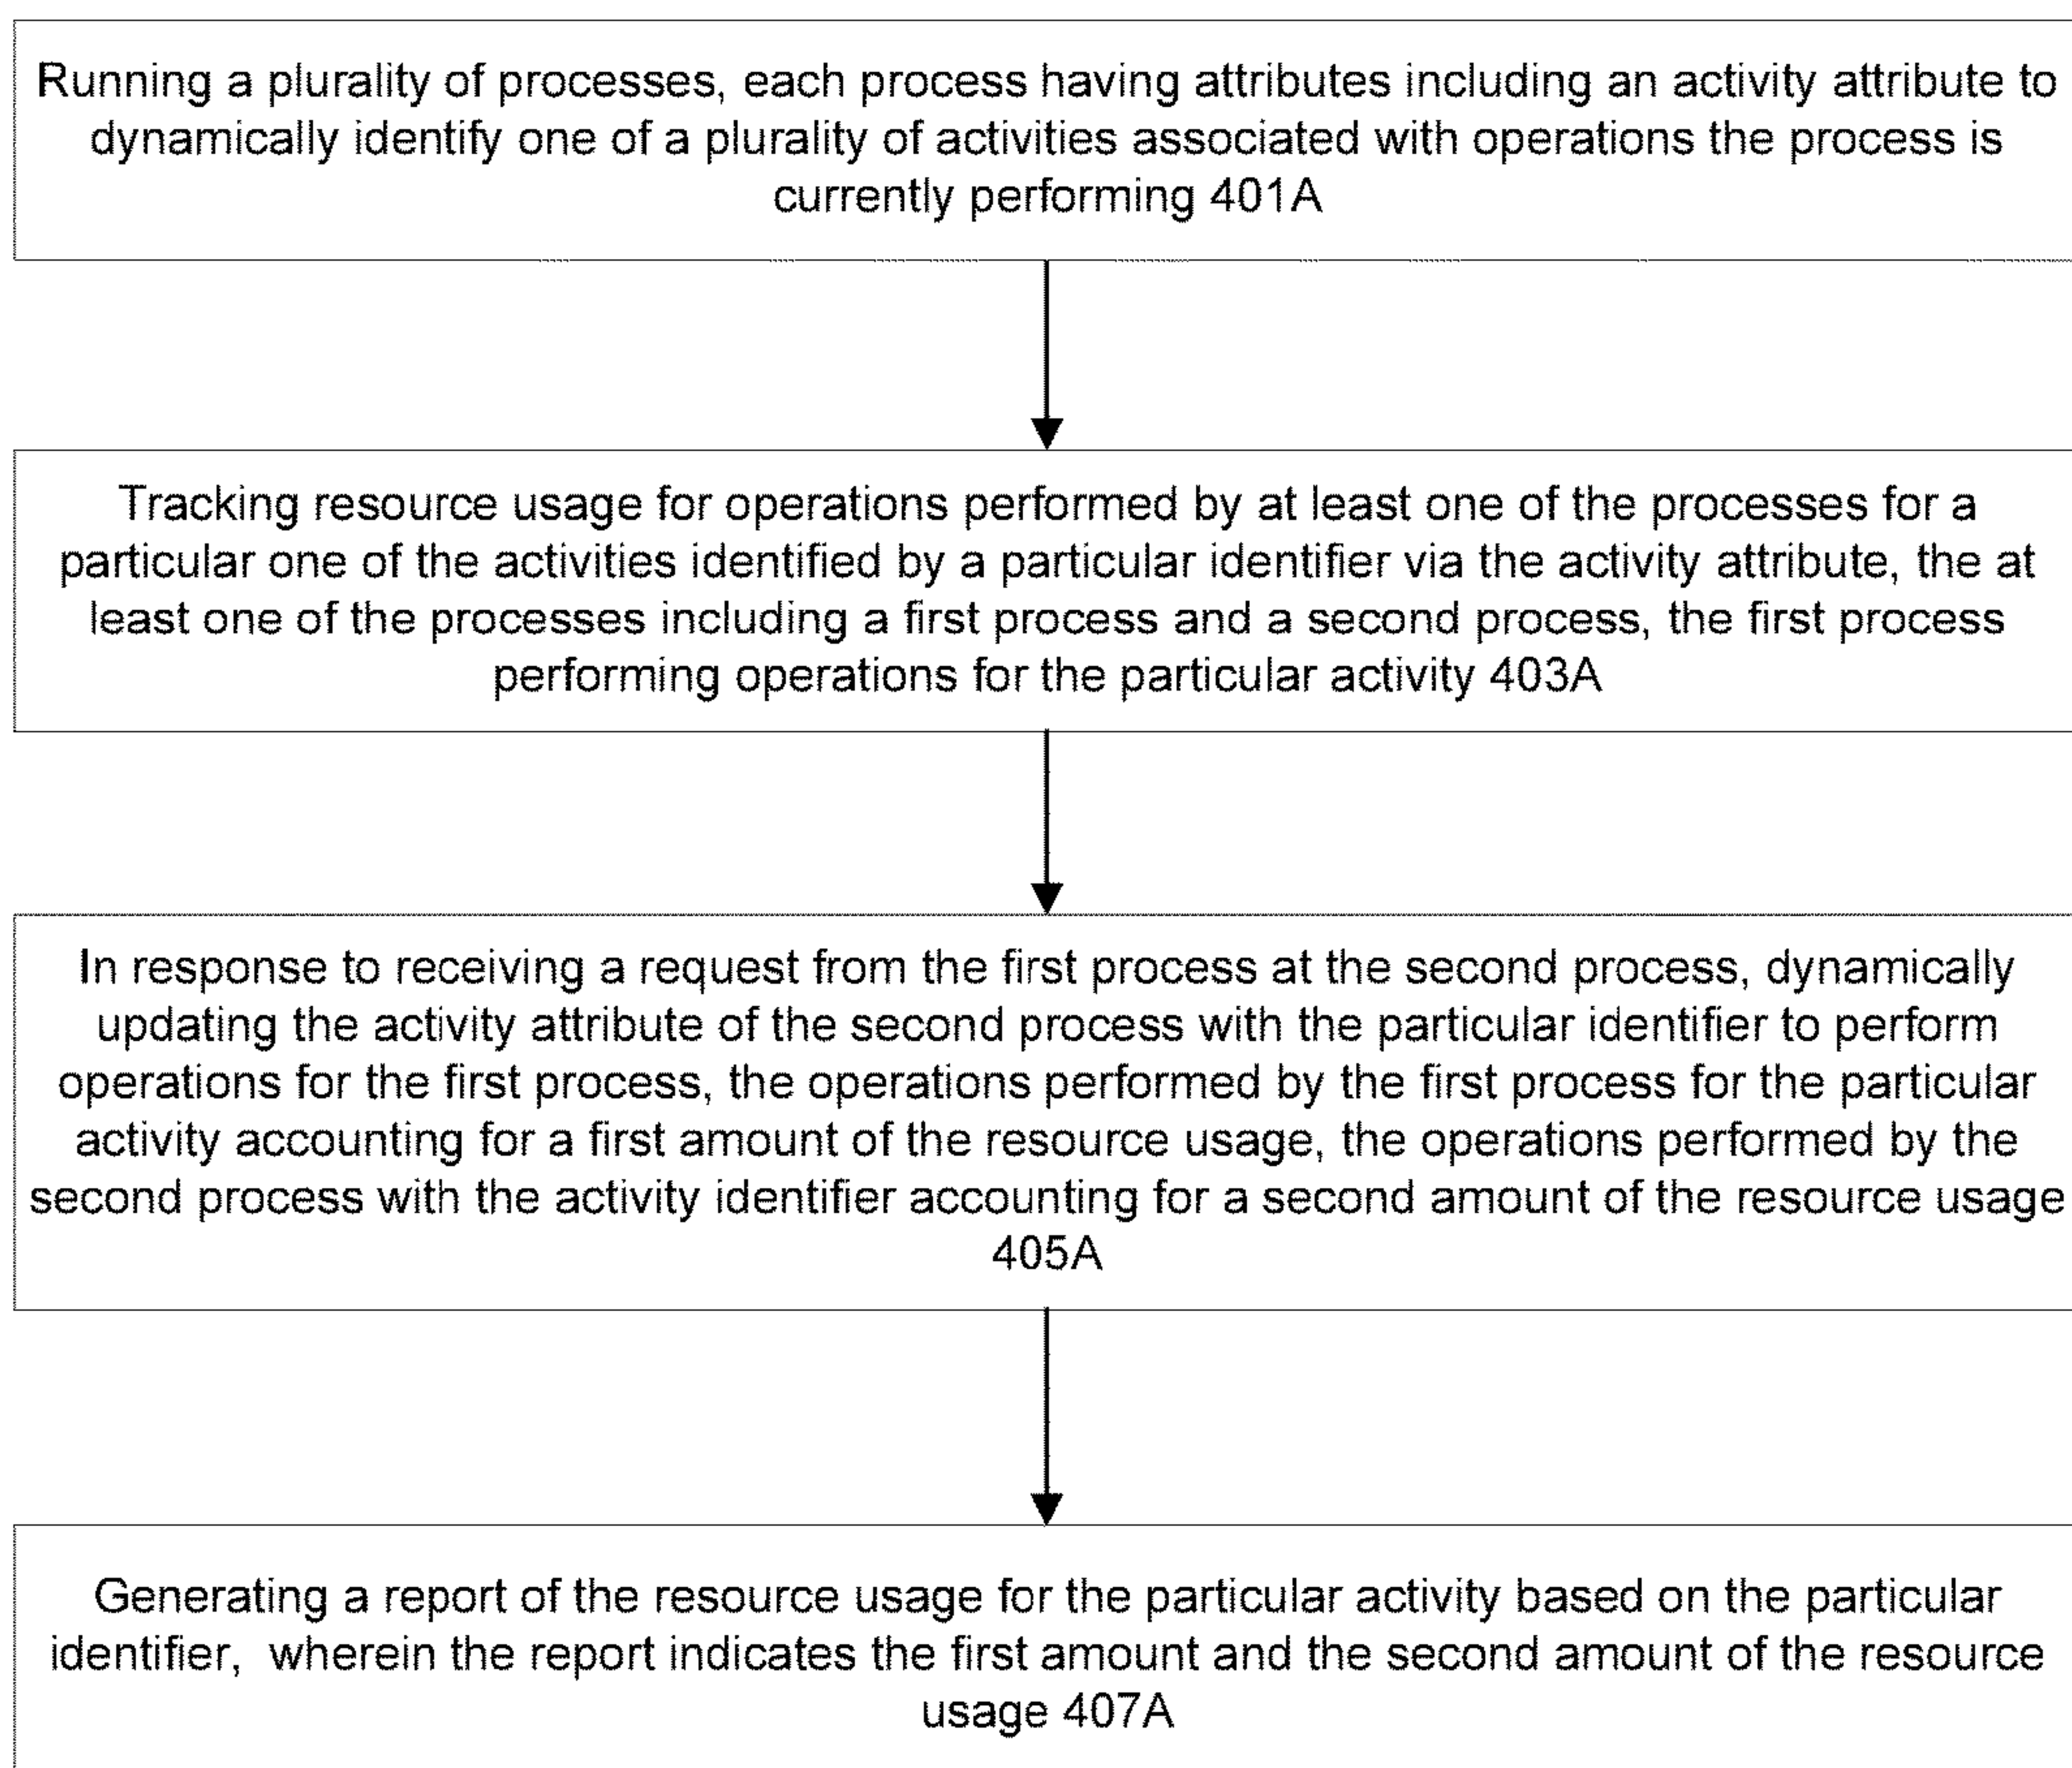 Running a plurality of processes, each process having attributes including an activity attribute to
dynamically identify one of a plurality of activities associated with operations the process is
currently performing 401A
Tracking resource usage for operations performed by at least one of the processes for a
particular one of the activities identified by a particular identifier via the activity attribute, the at
least one of the processes including a first process and a second process, the first process
performing operations for the particular activity 403A
In response to receiving a request from the first process at the second process, dynamically
updating the activity attribute of the second process with the particular identifier to perform
operations for the first process, the operations performed by the first process for the particular
activity accounting for a first amount of the resource usage, the operations performed by the
second process with the activity identifier accounting for a second amount of the resource usage
405A
Generating a report of the resource usage for the particular activity based on the particular
identifier, wherein the report indicates the first amount and the second amount of the resource
usage 407A